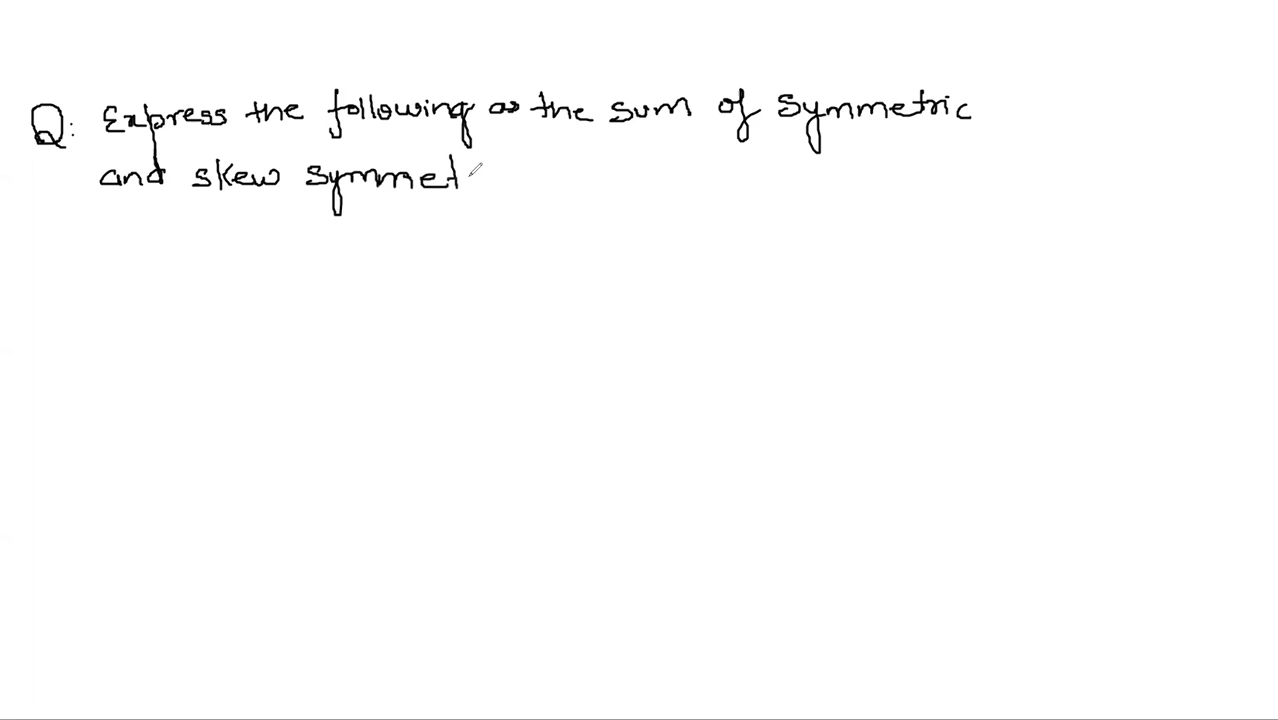 Q: Express the following as the sum of symmetric
and skew symmet